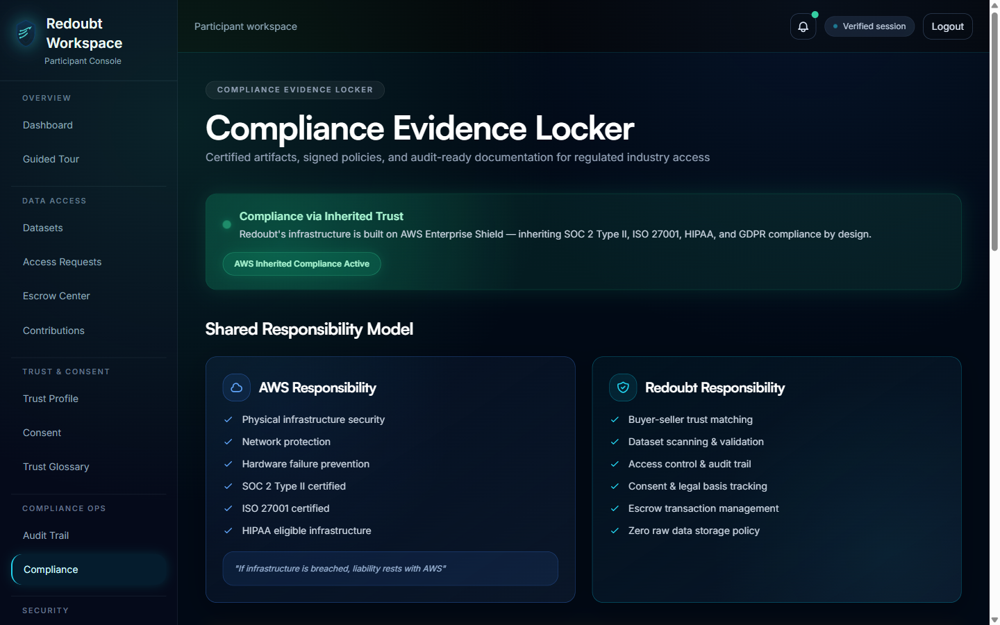 Redoubt
Workspace
Participant Console
OVERVIEW
Dashboard
Guided Tour
DATA ACCESS
Datasets
Access Requests
Escrow Center
Contributions
TRUST & CONSENT
Trust Profile
Consent
Trust Glossary
COMPLIANCE OPS
Audit Trail
Compliance
SECURITY
Participant workspace
Verified session
Logout
COMPLIANCE EVIDENCE LOCKER
Compliance Evidence Locker
Certified artifacts, signed policies, and audit-ready documentation for regulated industry access
Compliance via Inherited Trust
Redoubt's infrastructure is built on AWS Enterprise Shield — inheriting SOC 2 Type II, ISO 27001, HIPAA, and GDPR compliance by design.
AWS Inherited Compliance Active
Shared Responsibility Model
AWS Responsibility
Physical infrastructure security
Network protection
Hardware failure prevention
SOC 2 Type II certified
ISO 27001 certified
HIPAA eligible infrastructure
"If infrastructure is breached, liability rests with AWS"
Redoubt Responsibility
Buyer-seller trust matching
Dataset scanning & validation
Access control & audit trail
Consent & legal basis tracking
Escrow transaction management
Zero raw data storage policy